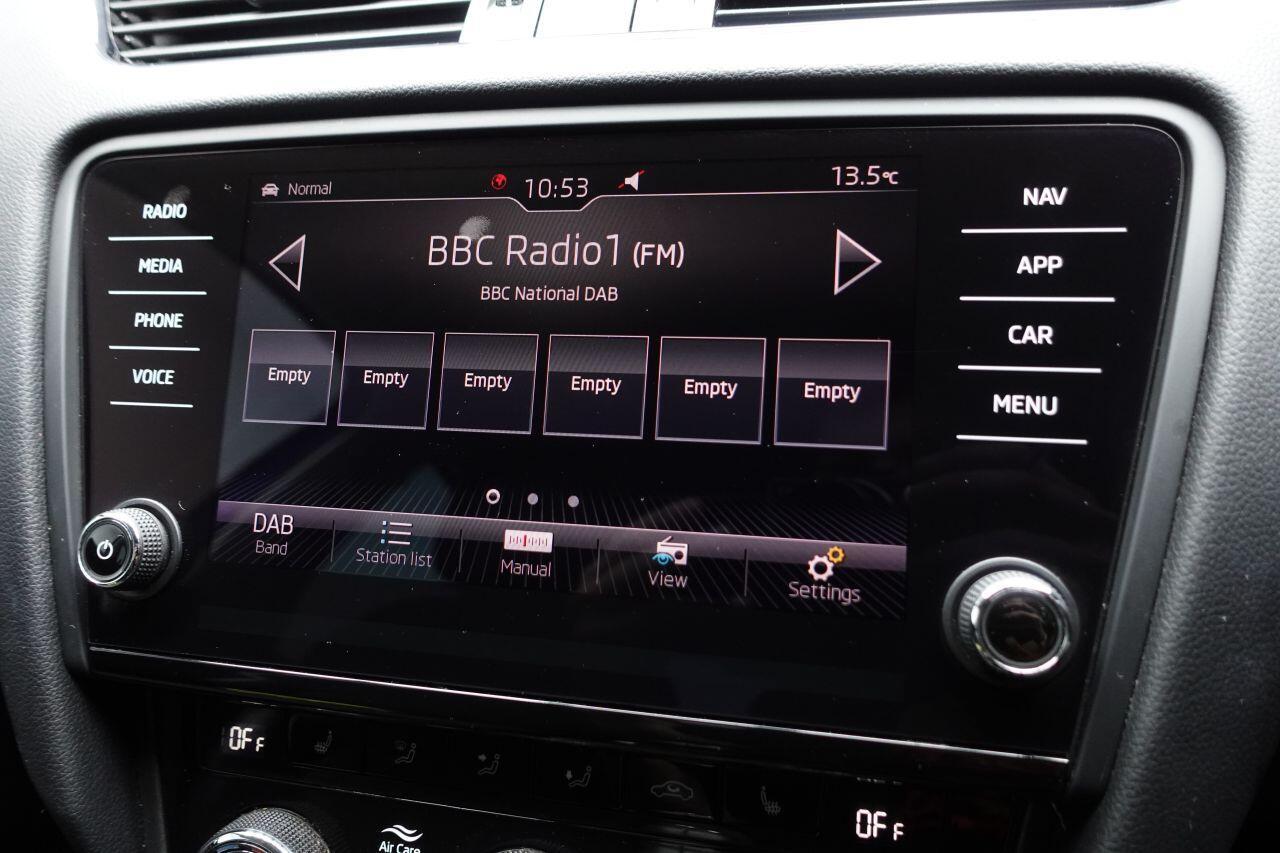 Normal
10:53
13.5°C
RADIO
MEDIA
PHONE
VOICE
BBC Radio1 (FM)
BBC National DAB
Empty Empty Empty Empty Empty Empty
DAB
Band
Station list
Manual
View
Settings
NAV
APP
CAR
MENU
OFF
OFF
Air Care